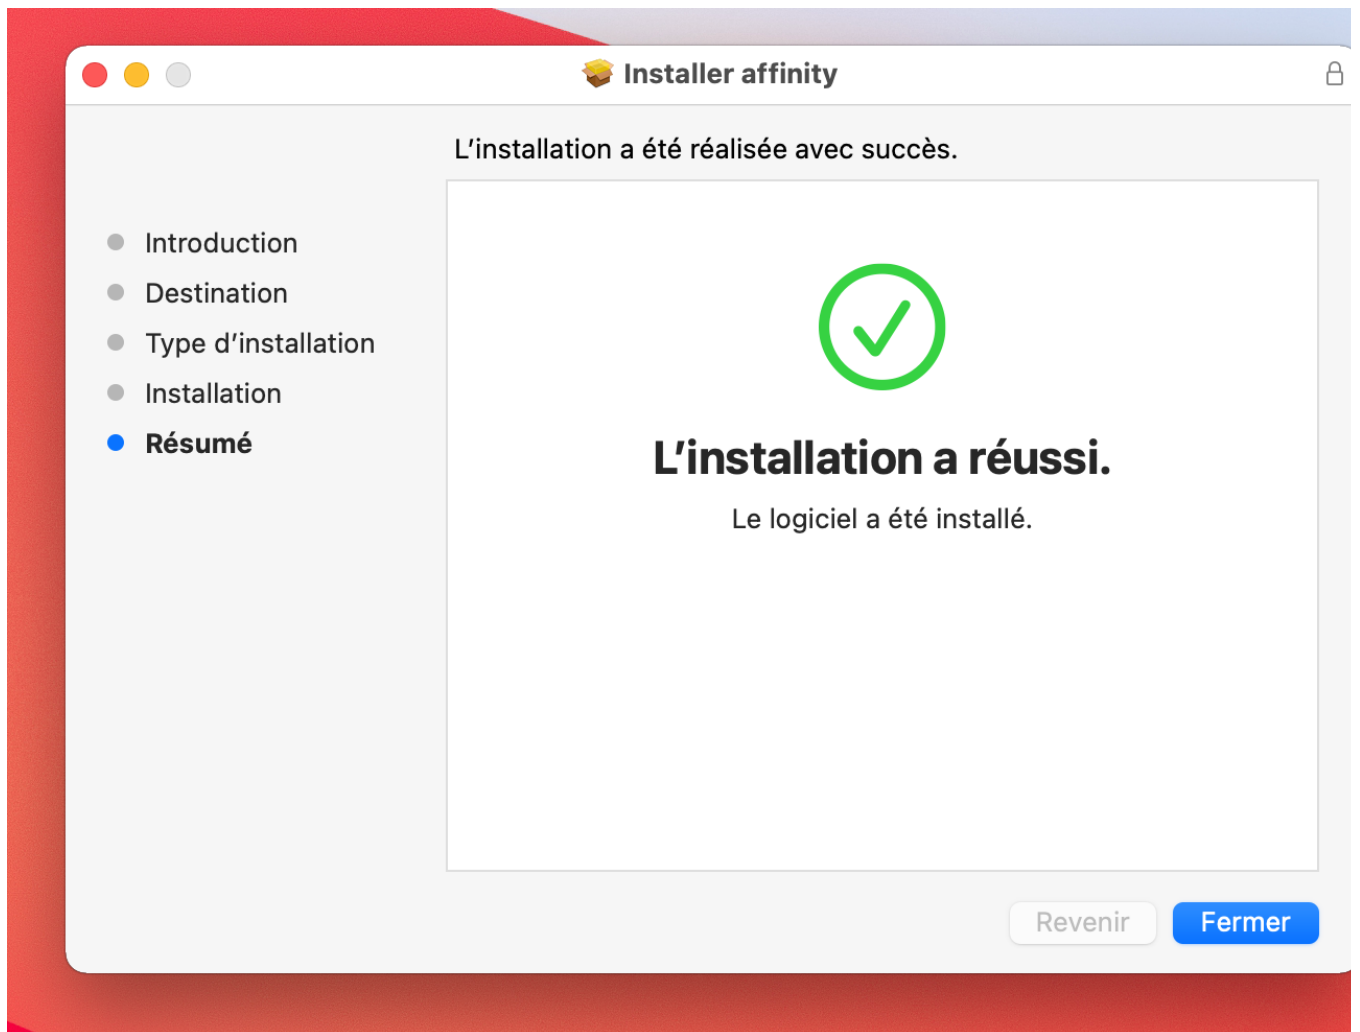 Installer affinity
L’installation a été réalisée avec succès.
Introduction
Destination
Type d’installation
Installation
Résumé
L’installation a réussi.
Le logiciel a été installé.
Revenir
Fermer